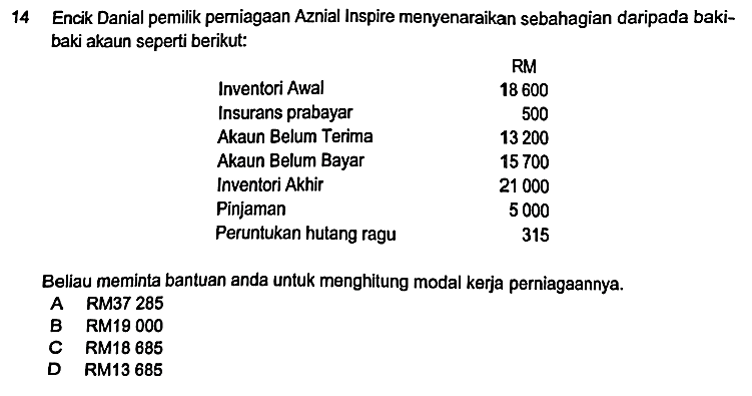 14 Encik Danial pemilik perniagaan Aznial Inspire menyenaraikan sebahagian daripada baki-
baki akaun seperti berikut:
RM
Inventori Awal 18 600
Insurans prabayar 500
Akaun Belum Terima 13 200
Akaun Belum Bayar 15 700
Inventori Akhir 21 000
Pinjaman 5 000
Peruntukan hutang ragu 315
Beliau meminta bantuan anda untuk menghitung modal kerja perniagaannya.
A RM37 285
B RM19 000
C RM18 685
D RM13 685